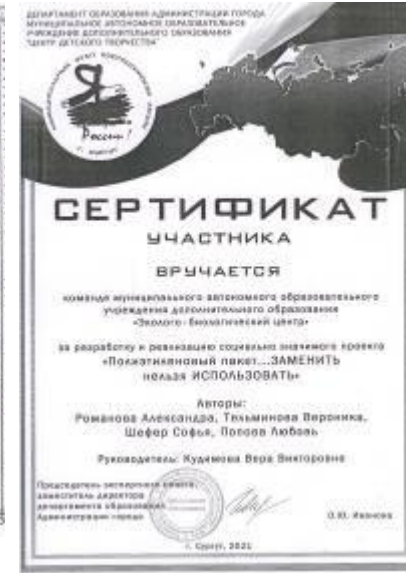 ДЕПАРТАМЕНТ ОБРАЗОВАНИЯ АДМИНИСТРАЦИИ ГОРОДА
МУНИЦИПАЛЬНОЕ АВТОНОМНОЕ ОБРАЗОВАТЕЛЬНОЕ
УЧРЕЖДЕНИЕ ДОПОЛНИТЕЛЬНОГО ОБРАЗОВАНИЯ
"ЦЕНТР ДЕТСКОГО ТВОРЧЕСТВА"
Я
России!
СЕРТИФИКАТ
УЧАСТНИКА
ВРУЧАЕТСЯ
команде муниципального автономного образовательного
учреждения дополнительного образования
«Эколого-биологический центр»
за разработку и реализацию социально значимого проекта
«Полиэтиленовый пакет...ЗАМЕНИТЬ
нельзя ИСПОЛЬЗОВАТЬ»
Авторы:
Романова Александра, Тельминова Вероника,
Шефер Софья, Попова Любовь
Руководитель: Кудимова Вера Викторовна
Председатель экспертного совета,
заместитель директора
департамента образования
Администрации города
О.Ю. Иванова
г. Сургут, 2021